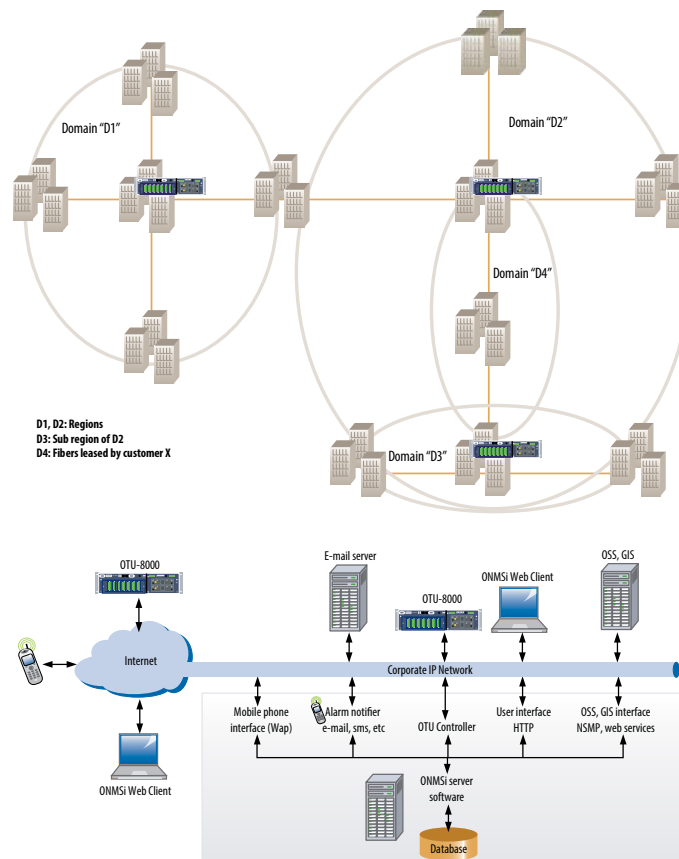 Domain “D1”
Domain “D2”
Domain “D4”
D1, D2: Regions
D3: Sub region of D2
D4: Fibers leased by customer X
Domain “D3”
OTU-8000
E-mail server
OTU-8000
ONMSi Web Client
OSS, GIS
Internet
Corporate IP Network
Mobile phone
interface (Wap)
Alarm notifier
e-mail, sms, etc
OTU Controller
User interface
HTTP
OSS, GIS interface
NSMP, web services
ONMSi Web Client
ONMSi server
software
Database